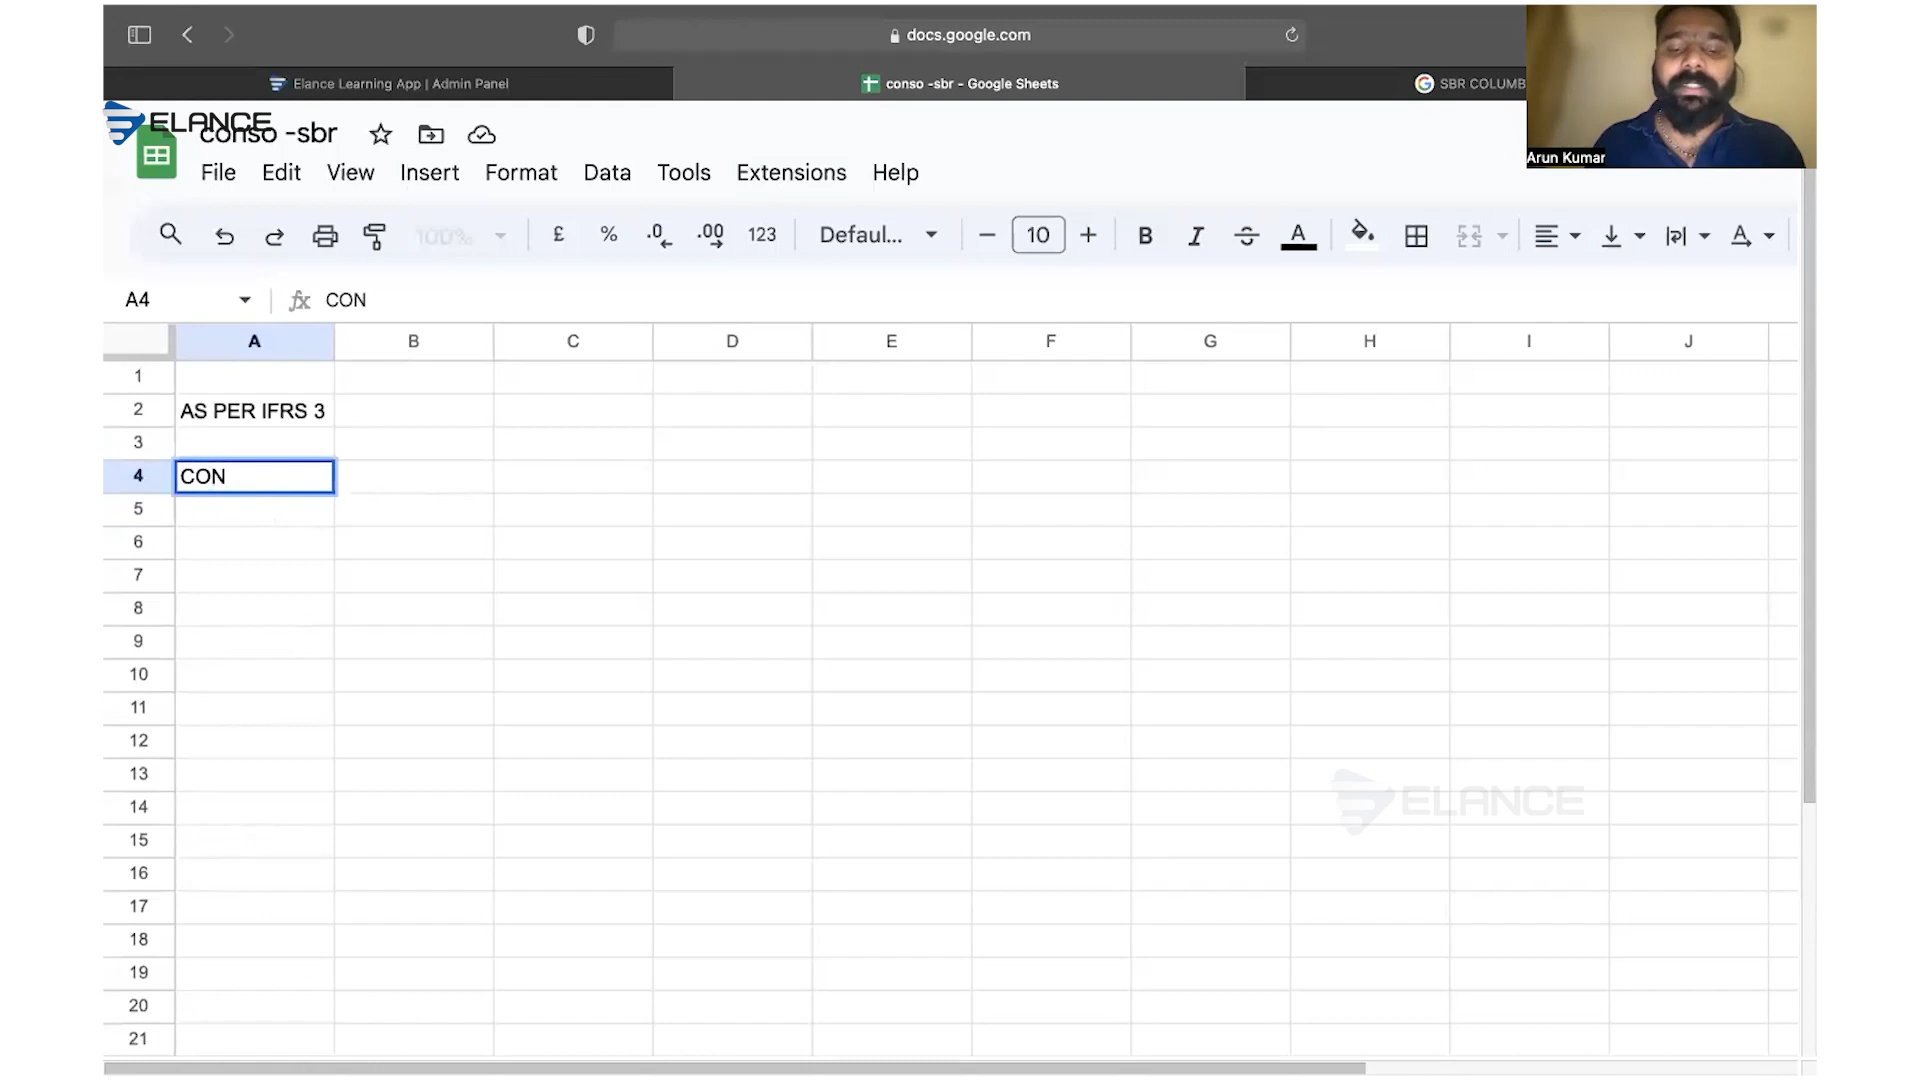 docs.google.com
Elance Learning App | Admin Panel
conso -sbr - Google Sheets
SBR COLUMB
ELANCE
conso -sbr
Arun Kumar
File Edit View Insert Format Data Tools Extensions Help
100% £ % .0 .00 123 Defaul... 10 B I A A
A4 fx CON
A B C D E F G H I J
1
2 AS PER IFRS 3
3
4 CON
5
6
7
8
9
10
11
12
13
14 ELANCE
15
16
17
18
19
20
21